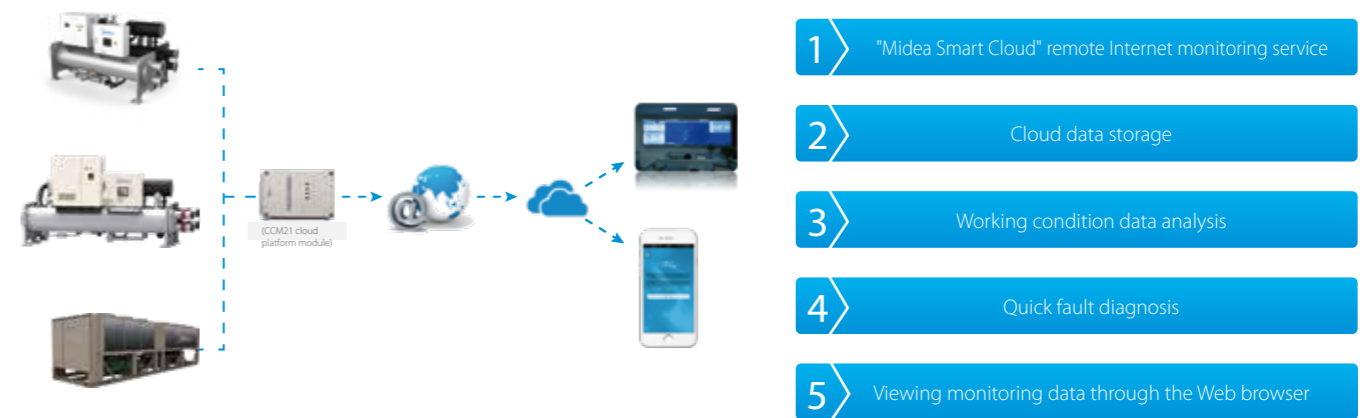 (CCM21 cloud
platform module)
1
"Midea Smart Cloud" remote Internet monitoring service
2
Cloud data storage
3
Working condition data analysis
4
Quick fault diagnosis
5
Viewing monitoring data through the Web browser